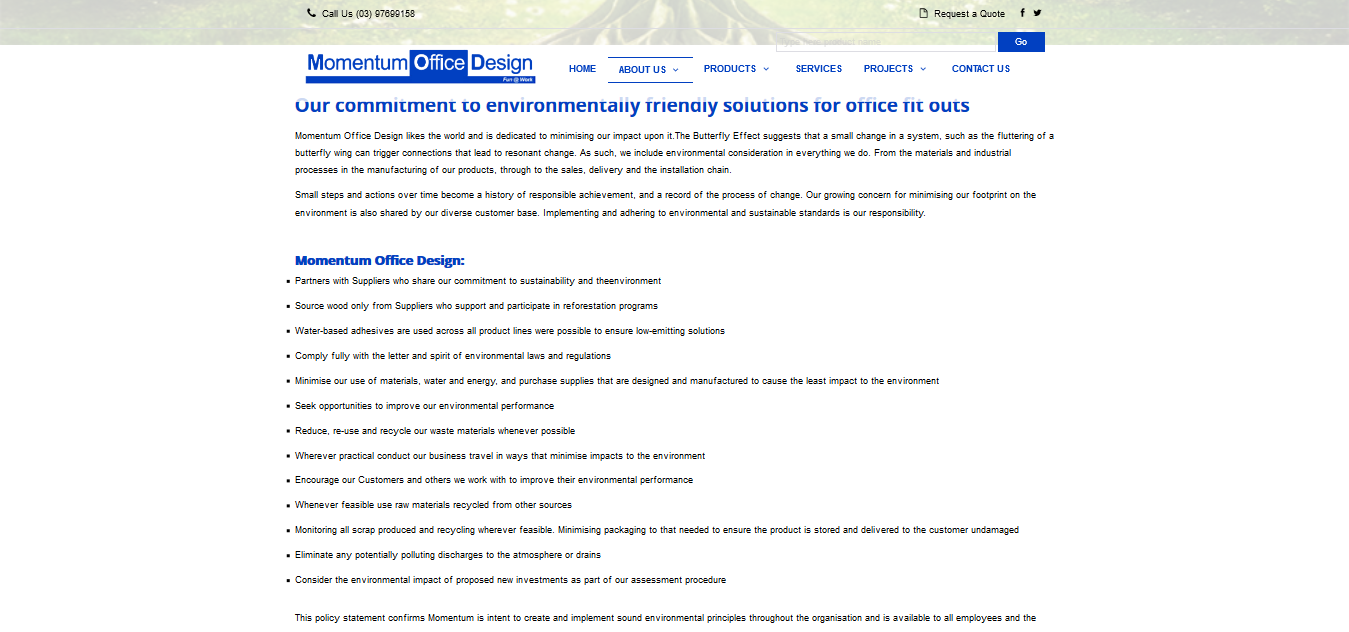 Call Us (03) 97699158
Request a Quote
Go
Momentum Office Design
Fun @ Work
HOME
ABOUT US
PRODUCTS
SERVICES
PROJECTS
CONTACT US
Our commitment to environmentally friendly solutions for office fit outs
Momentum Office Design likes the world and is dedicated to minimising our impact upon it.The Butterfly Effect suggests that a small change in a system, such as the fluttering of a
butterfly wing can trigger connections that lead to resonant change. As such, we include environmental consideration in everything we do. From the materials and industrial
processes in the manufacturing of our products, through to the sales, delivery and the installation chain.
Small steps and actions over time become a history of responsible achievement, and a record of the process of change. Our growing concern for minimising our footprint on the
environment is also shared by our diverse customer base. Implementing and adhering to environmental and sustainable standards is our responsibility.
Momentum Office Design:
Partners with Suppliers who share our commitment to sustainability and theenvironment
Source wood only from Suppliers who support and participate in reforestation programs
Water-based adhesives are used across all product lines were possible to ensure low-emitting solutions
Comply fully with the letter and spirit of environmental laws and regulations
Minimise our use of materials, water and energy, and purchase supplies that are designed and manufactured to cause the least impact to the environment
Seek opportunities to improve our environmental performance
Reduce, re-use and recycle our waste materials whenever possible
Wherever practical conduct our business travel in ways that minimise impacts to the environment
Encourage our Customers and others we work with to improve their environmental performance
Whenever feasible use raw materials recycled from other sources
Monitoring all scrap produced and recycling wherever feasible. Minimising packaging to that needed to ensure the product is stored and delivered to the customer undamaged
Eliminate any potentially polluting discharges to the atmosphere or drains
Consider the environmental impact of proposed new investments as part of our assessment procedure
This policy statement confirms Momentum is intent to create and implement sound environmental principles throughout the organisation and is available to all employees and the